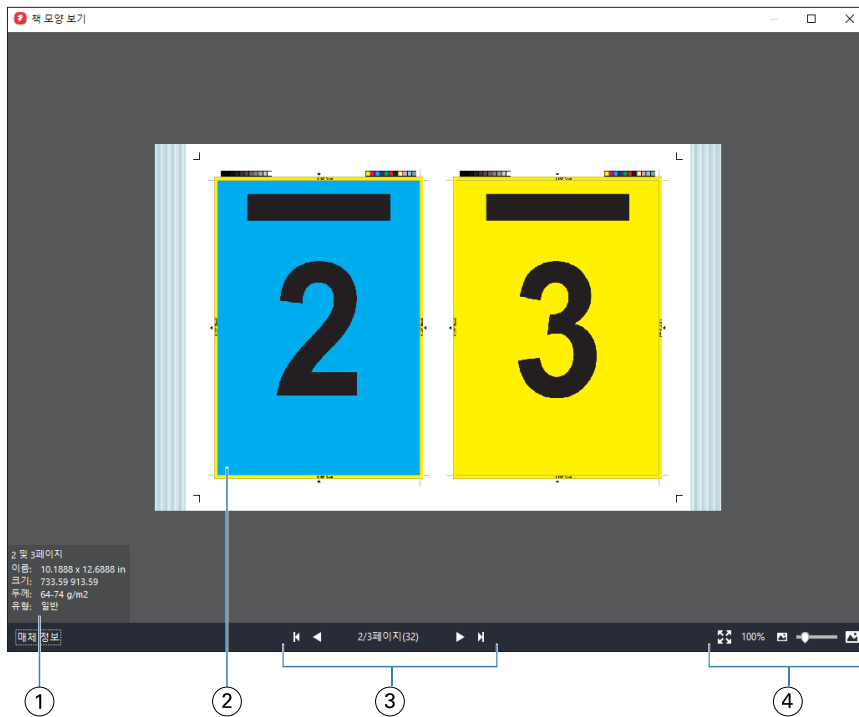 책 모양 보기
2
3
2 및 3페이지
이름: 10.1888 x 12.6888 in
크기: 733.59 913.59
두께: 64-74 g/m2
유형: 일반
매체 정보
2/3페이지(32)
100%
1
2
3
4